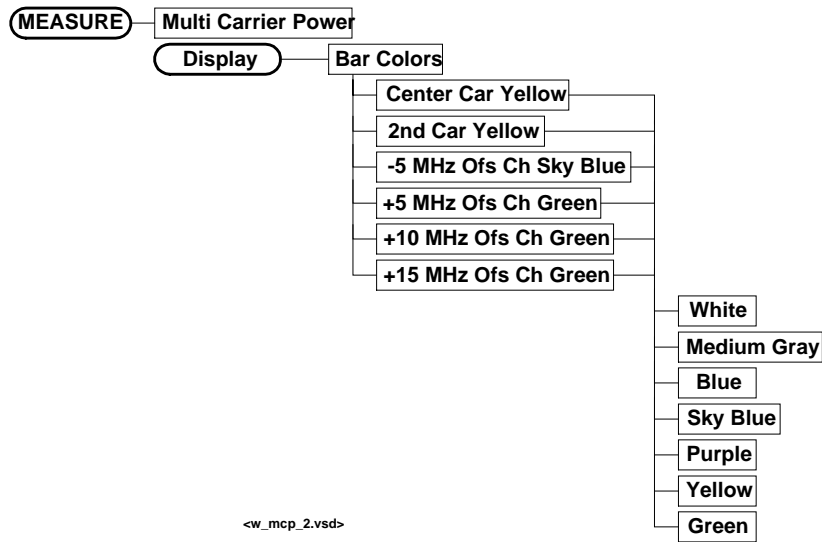 MEASURE Multi Carrier Power
Display Bar Colors
Center Car Yellow
2nd Car Yellow
-5 MHz Ofs Ch Sky Blue
+5 MHz Ofs Ch Green
+10 MHz Ofs Ch Green
+15 MHz Ofs Ch Green
White
Medium Gray
Blue
Sky Blue
Purple
Yellow
Green
<w_mcp_2.vsd>